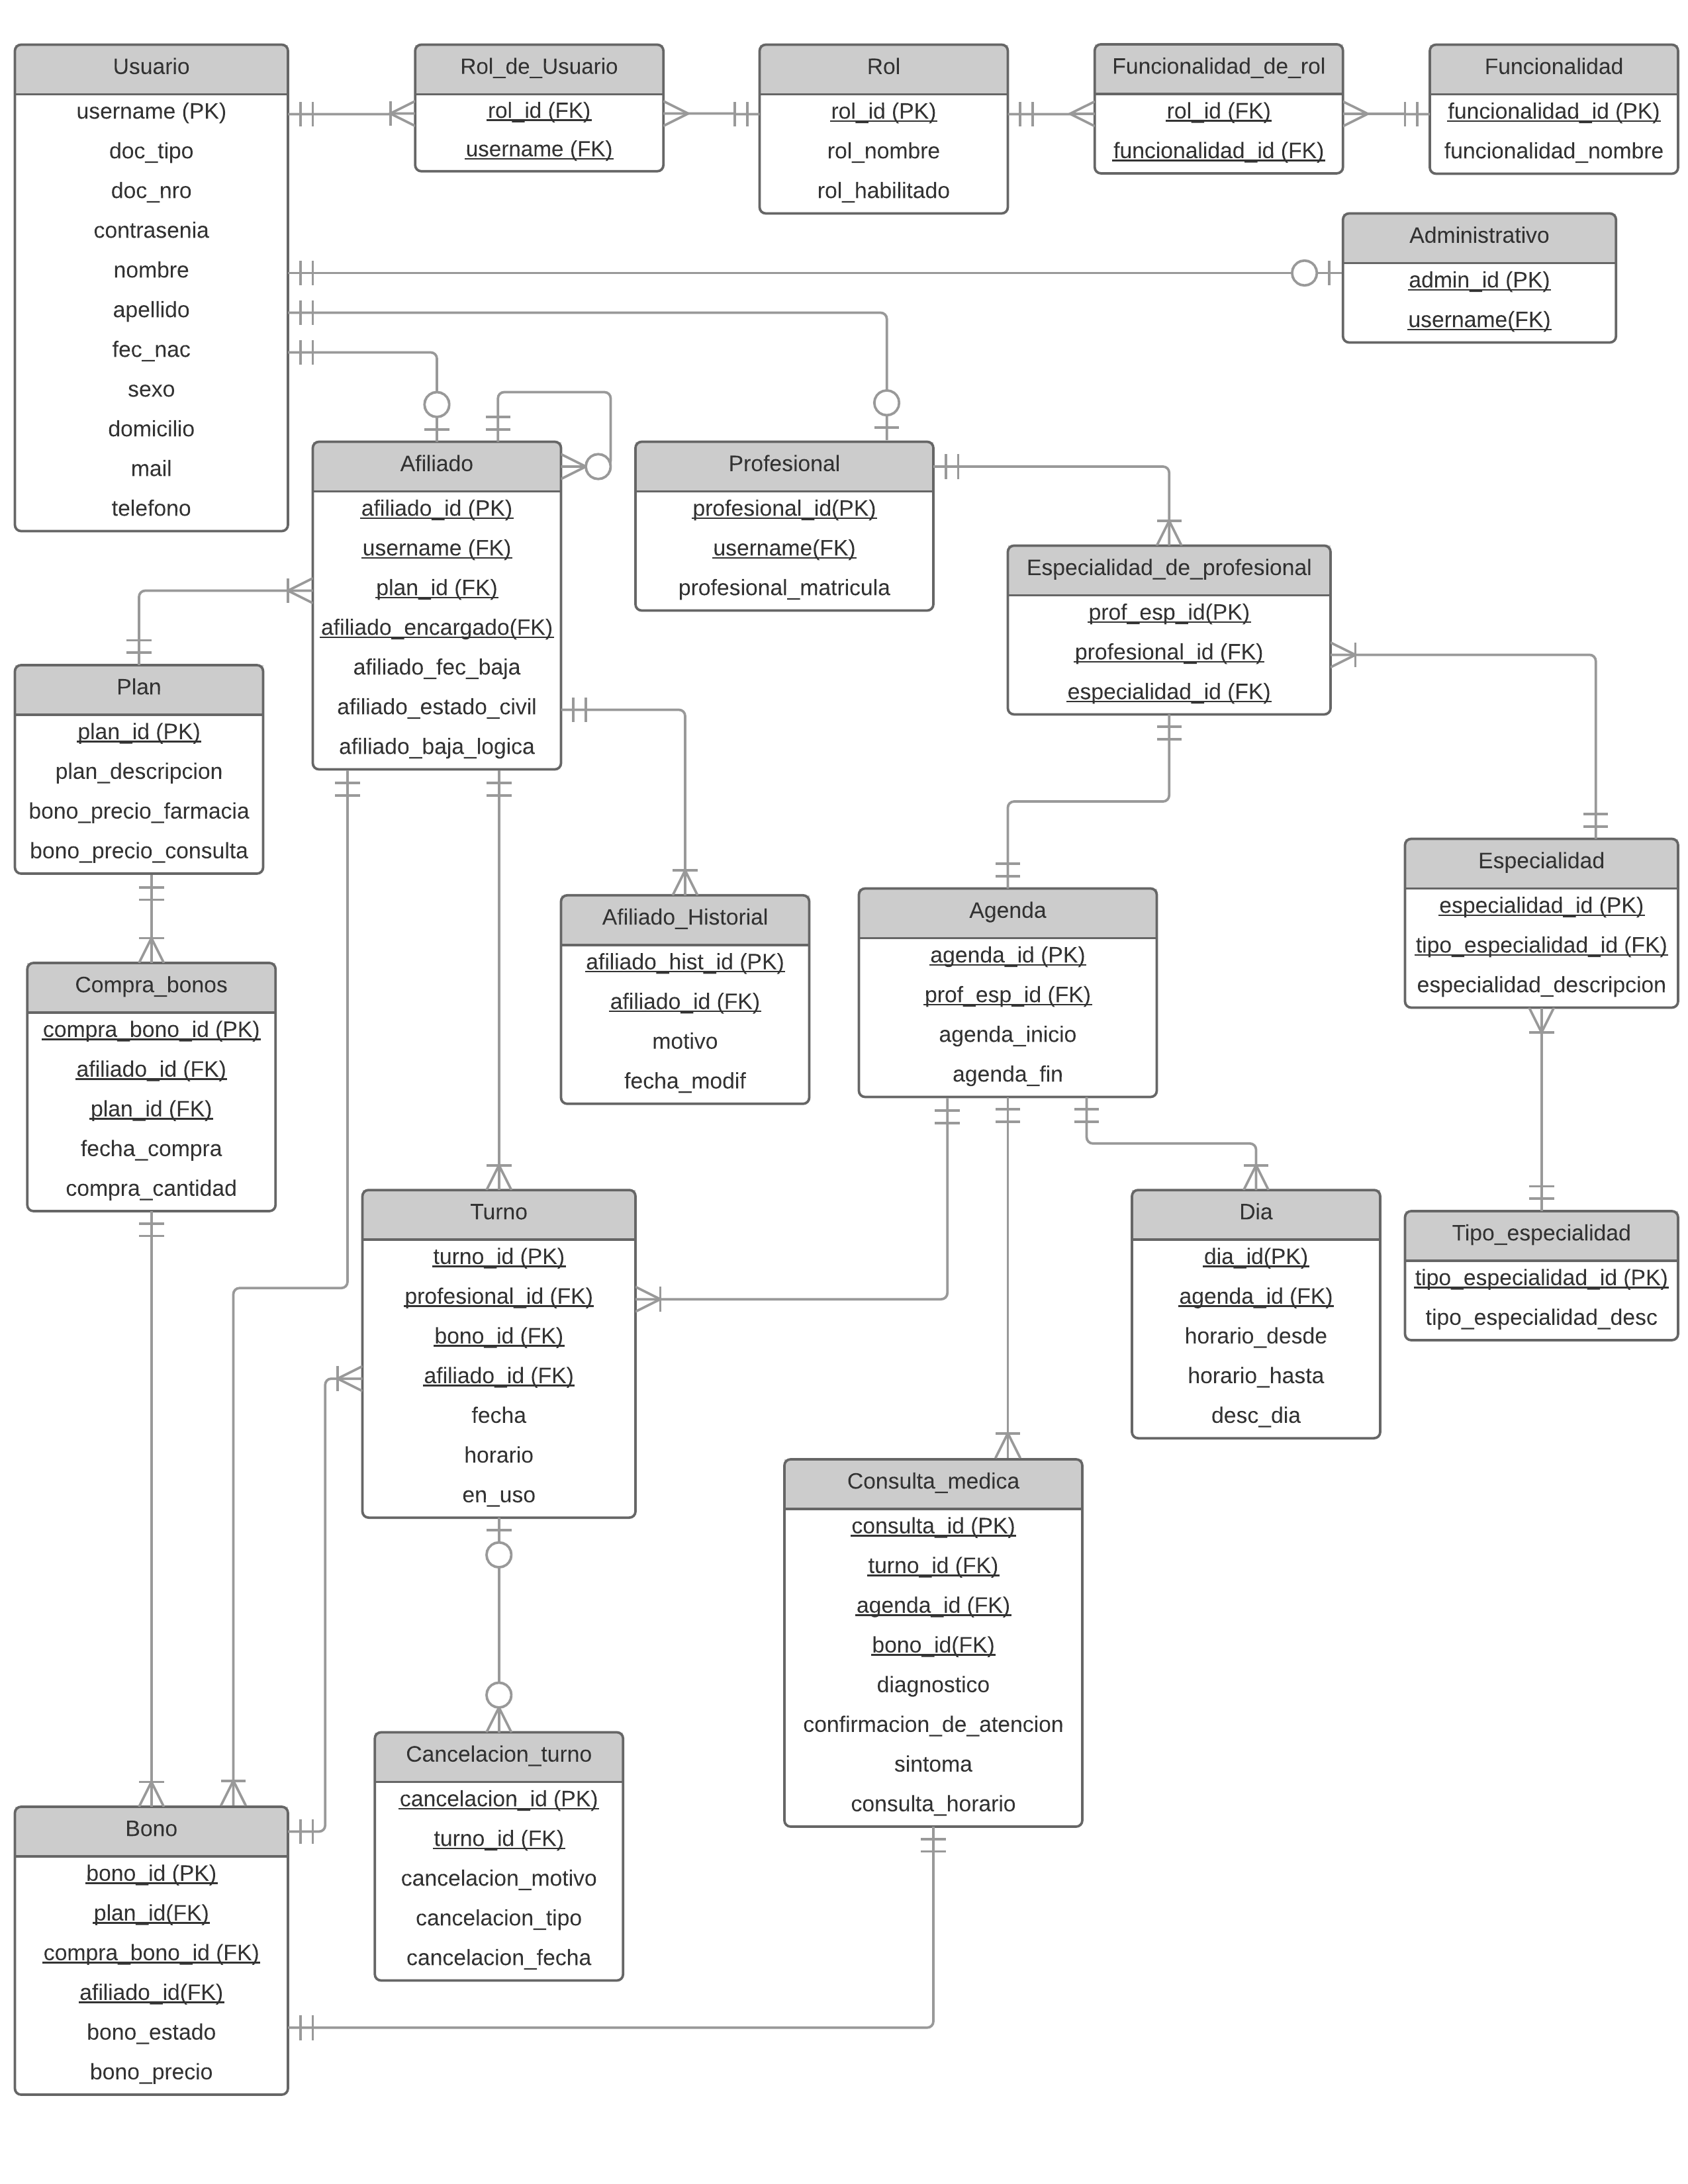 Usuario
username (PK)
doc_tipo
doc_nro
contrasenia
nombre
apellido
fec_nac
sexo
domicilio
mail
telefono
Rol_de_Usuario
rol_id (FK)
username (FK)
Rol
rol_id (PK)
rol_nombre
rol_habilitado
Funcionalidad_de_rol
rol_id (FK)
funcionalidad_id (FK)
Funcionalidad
funcionalidad_id (PK)
funcionalidad_nombre
Administrativo
admin_id (PK)
username(FK)
Afiliado
afiliado_id (PK)
username (FK)
plan_id (FK)
afiliado_encargado(FK)
afiliado_fec_baja
afiliado_estado_civil
afiliado_baja_logica
Profesional
profesional_id(PK)
username(FK)
profesional_matricula
Especialidad_de_profesional
prof_esp_id(PK)
profesional_id (FK)
especialidad_id (FK)
Plan
plan_id (PK)
plan_descripcion
bono_precio_farmacia
bono_precio_consulta
Afiliado_Historial
afiliado_hist_id (PK)
afiliado_id (FK)
motivo
fecha_modif
Agenda
agenda_id (PK)
prof_esp_id (FK)
agenda_inicio
agenda_fin
Especialidad
especialidad_id (PK)
tipo_especialidad_id (FK)
especialidad_descripcion
Compra_bonos
compra_bono_id (PK)
afiliado_id (FK)
plan_id (FK)
fecha_compra
compra_cantidad
Turno
turno_id (PK)
profesional_id (FK)
bono_id (FK)
afiliado_id (FK)
fecha
horario
en_uso
Dia
dia_id(PK)
agenda_id (FK)
horario_desde
horario_hasta
desc_dia
Tipo_especialidad
tipo_especialidad_id (PK)
tipo_especialidad_desc
Consulta_medica
consulta_id (PK)
turno_id (FK)
agenda_id (FK)
bono_id(FK)
diagnostico
confirmacion_de_atencion
sintoma
consulta_horario
Cancelacion_turno
cancelacion_id (PK)
turno_id (FK)
cancelacion_motivo
cancelacion_tipo
cancelacion_fecha
Bono
bono_id (PK)
plan_id(FK)
compra_bono_id (FK)
afiliado_id(FK)
bono_estado
bono_precio